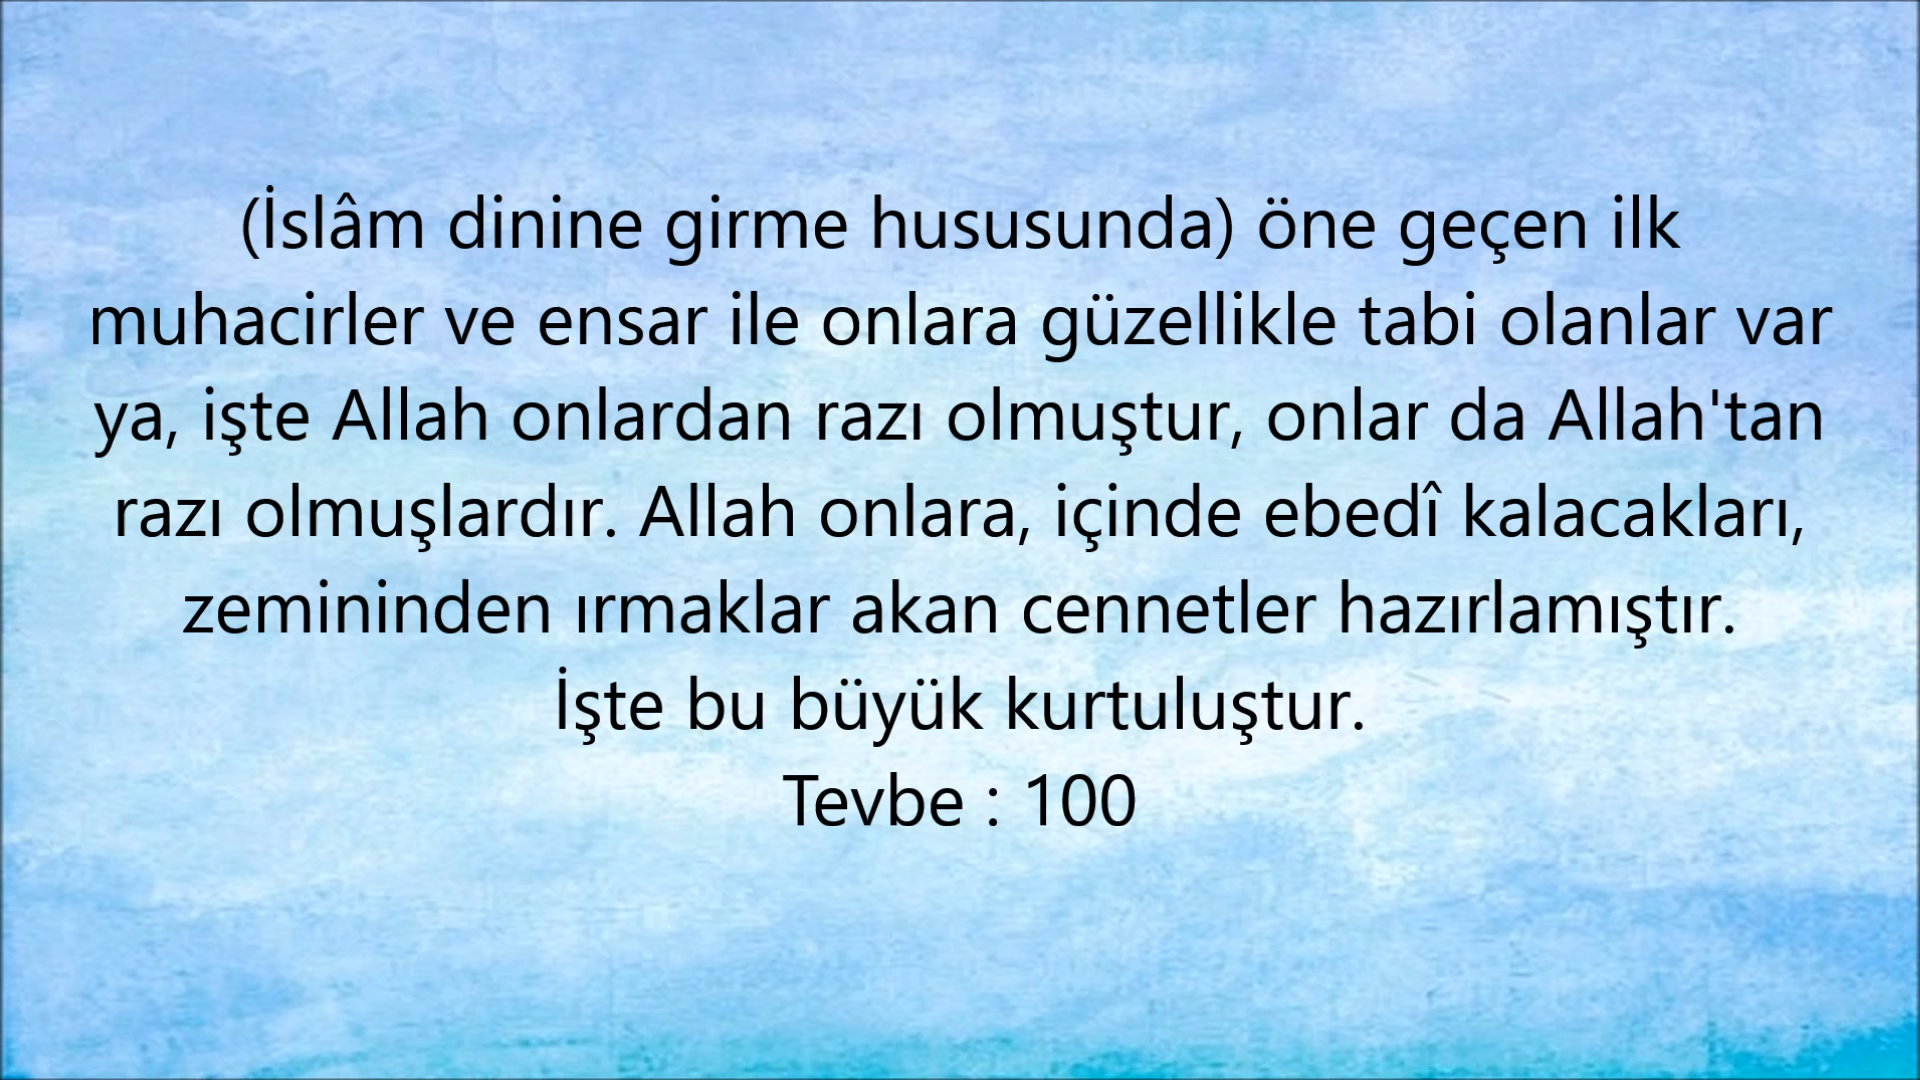 (İslâm dinine girme hususunda) öne geçen ilk
muhacirler ve ensar ile onlara güzellikle tabi olanlar var
ya, işte Allah onlardan razı olmuştur, onlar da Allah'tan
razı olmuşlardır. Allah onlara, içinde ebedî kalacakları,
zemininden ırmaklar akan cennetler hazırlamıştır.
İşte bu büyük kurtuluştur.
Tevbe : 100